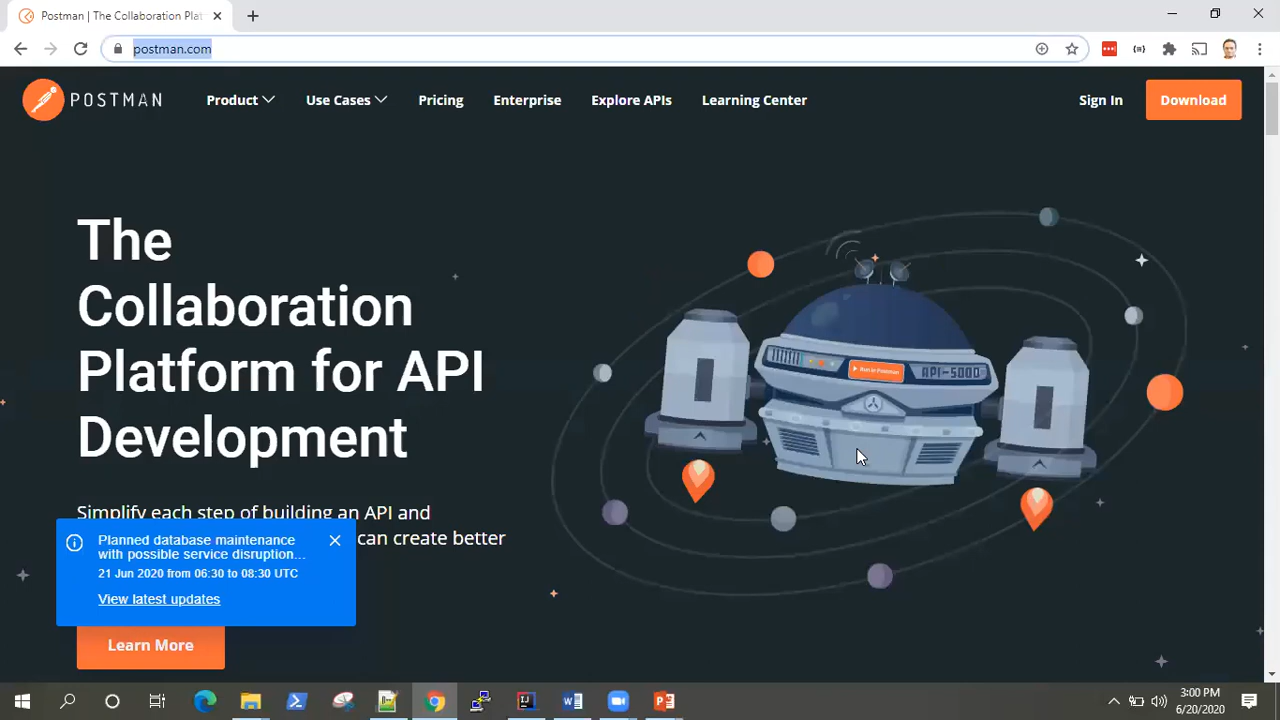 Postman | The Collaboration Plat
postman.com
POSTMAN
Product
Use Cases
Pricing
Enterprise
Explore APIs
Learning Center
Sign In
Download
The
Collaboration
Platform for API
Development
Run in Postman
API-5000
Simplify each step of building an API and
can create better
Planned database maintenance
with possible service disruption...
21 Jun 2020 from 06:30 to 08:30 UTC
View latest updates
Learn More
3:00 PM
6/20/2020